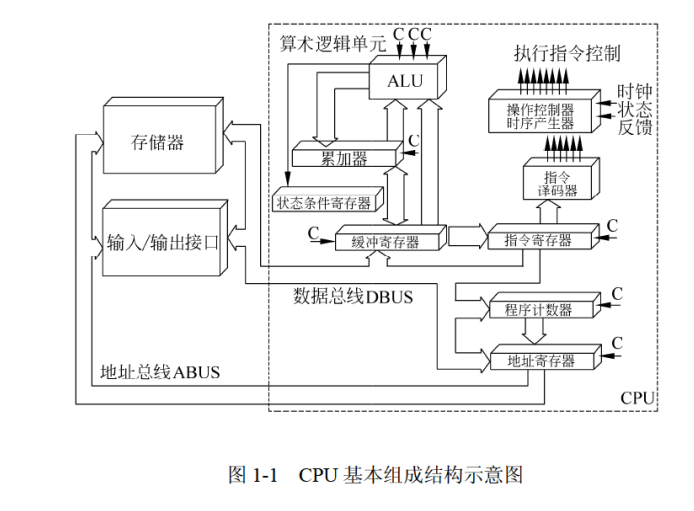 算术逻辑单元
C CC
执行指令控制
ALU
时钟
状态
反馈
操作控制器
时序产生器
存储器
C
累加器
指令
译码器
状态条件寄存器
输入/输出接口
C
缓冲寄存器
指令寄存器
C
数据总线DBUS
程序计数器
C
地址寄存器
C
地址总线ABUS
CPU
图 1-1 CPU 基本组成结构示意图